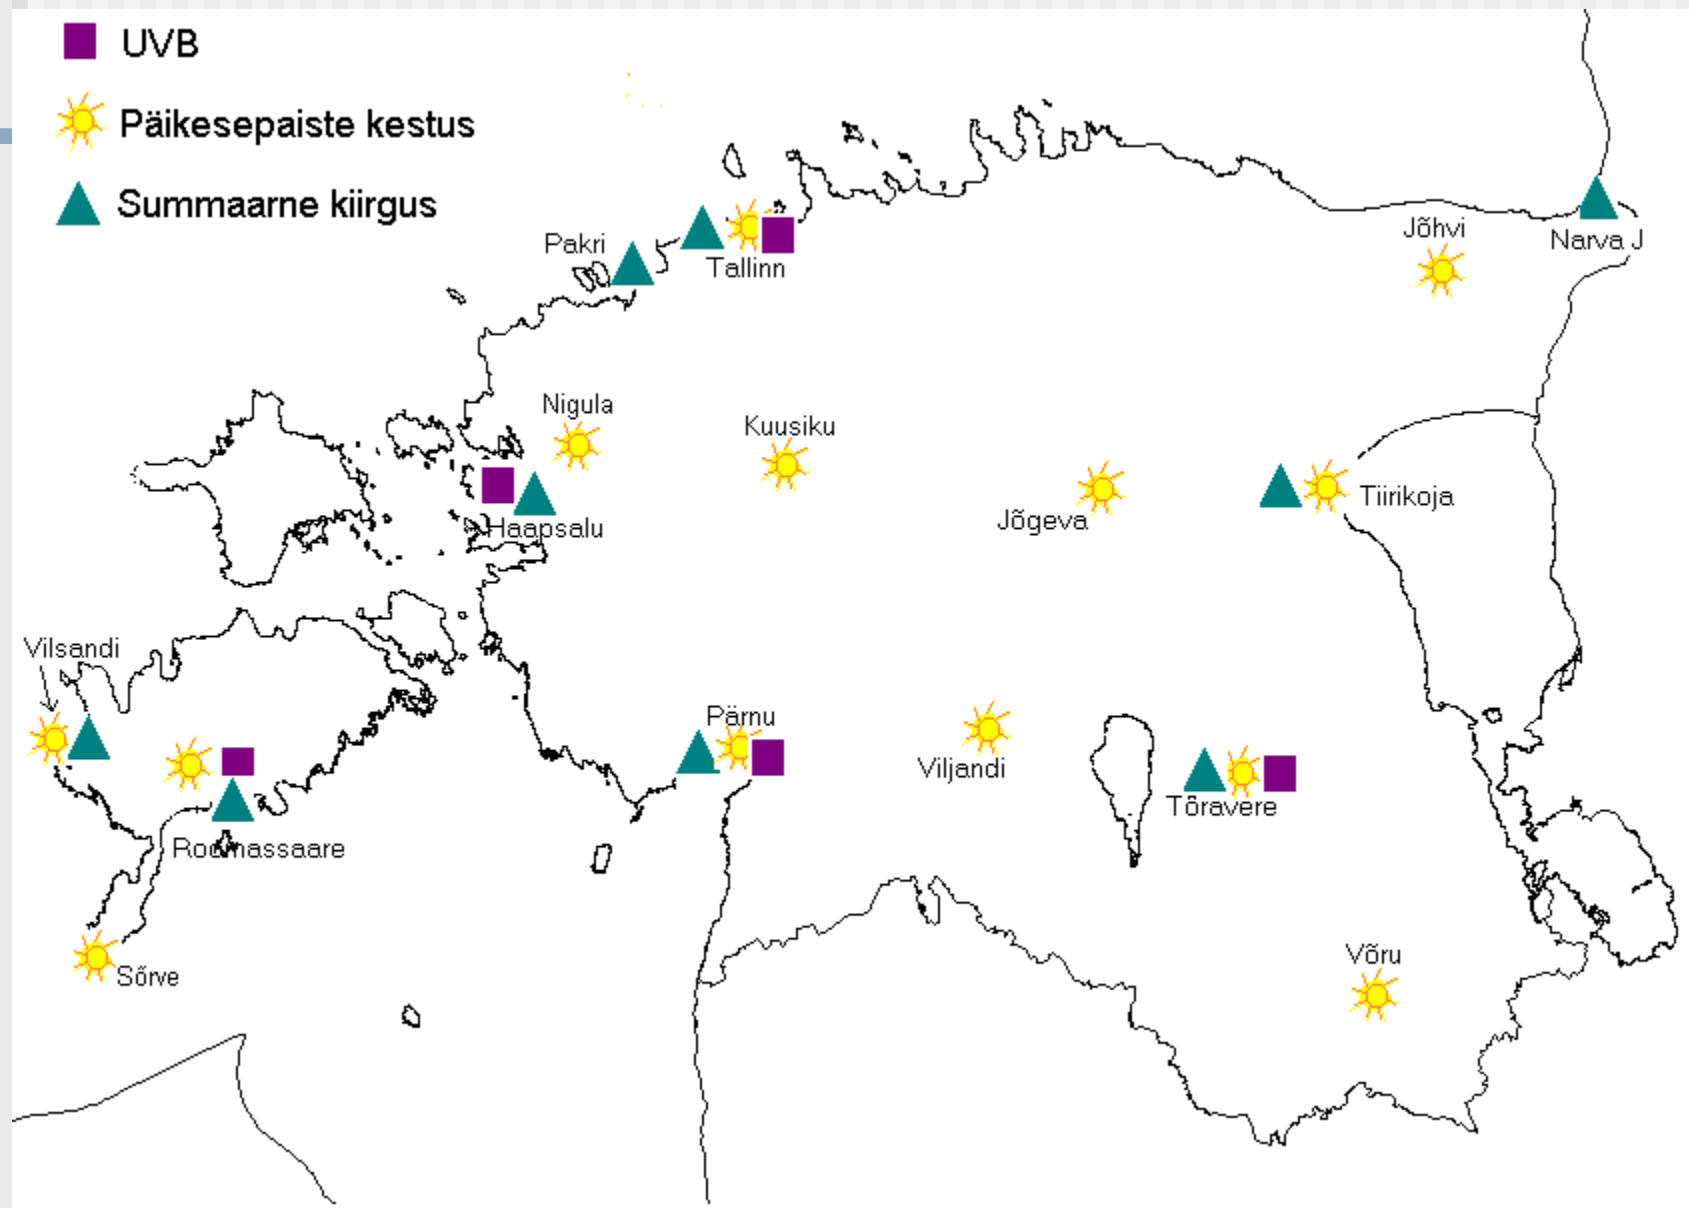 UVB
Päikesepaiste kestus
Summaarne kiirgus
Pakri
Tallinn
Jõhvi
Narva J
Nigula
Kuusiku
Haapsalu
Jõgeva
Tiirikoja
Vilsandi
Pärnu
Viljandi
Tõravere
Roomassaare
Sõrve
Võru